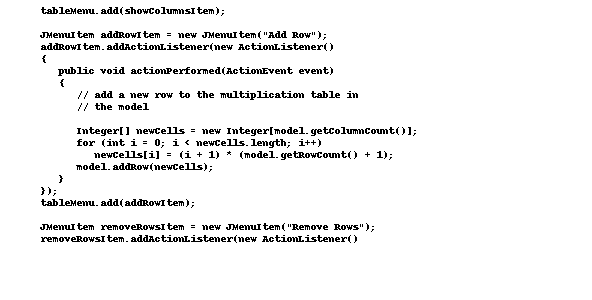 tableMenu.add(showColumnsItem);

JMenuItem addRowItem = new JMenuItem("Add Row");
addRowItem.addActionListener(new ActionListener()
{
   public void actionPerformed(ActionEvent event)
   {
      // add a new row to the multiplication table in
      // the model

      Integer[] newCells = new Integer[model.getColumnCount()];
      for (int i = 0; i < newCells.length; i++)
         newCells[i] = (i + 1) * (model.getRowCount() + 1);
      model.addRow(newCells);
   }
});
tableMenu.add(addRowItem);

JMenuItem removeRowsItem = new JMenuItem("Remove Rows");
removeRowsItem.addActionListener(new ActionListener()